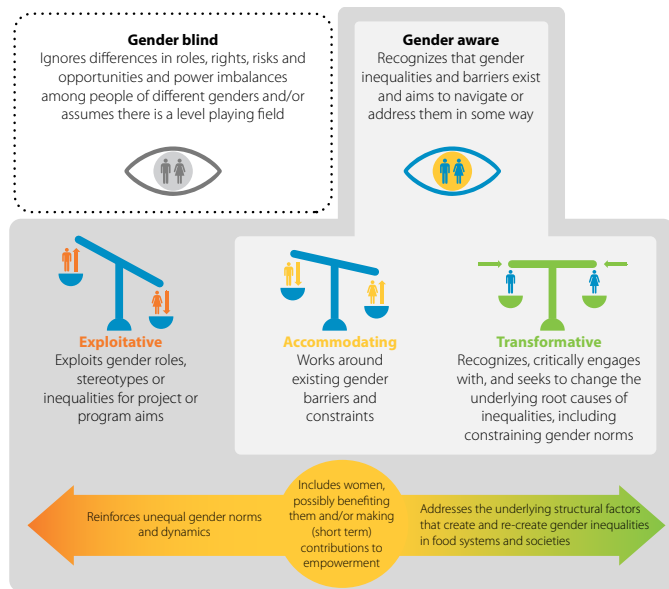 Gender blind
Ignores differences in roles, rights, risks and
opportunities and power imbalances
among people of different genders and/or
assumes there is a level playing field
Gender aware
Recognizes that gender
inequalities and barriers exist
and aims to navigate or
address them in some way
Exploitative
Exploits gender roles,
stereotypes or
inequalities for project or
program aims
Accommodating
Works around
existing gender
barriers and
constraints
Transformative
Recognizes, critically engages
with, and seeks to change the
underlying root causes of
inequalities, including
constraining gender norms
Reinforces unequal gender norms
and dynamics
Includes women,
possibly benefiting
them and/or making
(short term)
contributions to
empowerment
Addresses the underlying structural factors
that create and re-create gender inequalities
in food systems and societies